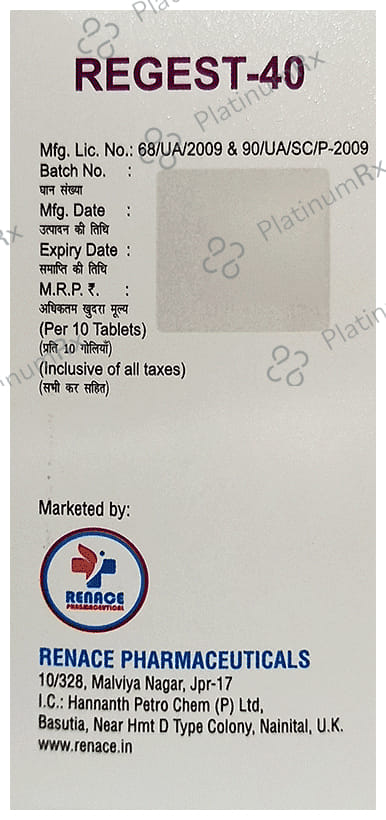 REGEST-40
Mfg. Lic. No.: 68/UA/2009 & 90/UA/SC/P-2009
Batch No. :
घान संख्या
Mfg. Date :
उत्पादन की तिथि
Expiry Date :
समाप्ति की तिथि
M.R.P. ₹. :
अधिकतम खुदरा मूल्य
(Per 10 Tablets)
(प्रति 10 गोलियाँ)
(Inclusive of all taxes)
(सभी कर सहित)
Marketed by:
RENACE
PHARMACEUTICAL
RENACE PHARMACEUTICALS
10/328, Malviya Nagar, Jpr-17
I.C.: Hannanth Petro Chem (P) Ltd,
Basutia, Near Hmt D Type Colony, Nainital, U.K.
www.renace.in
PlatinumRx
PlatinumRx
PlatinumRx